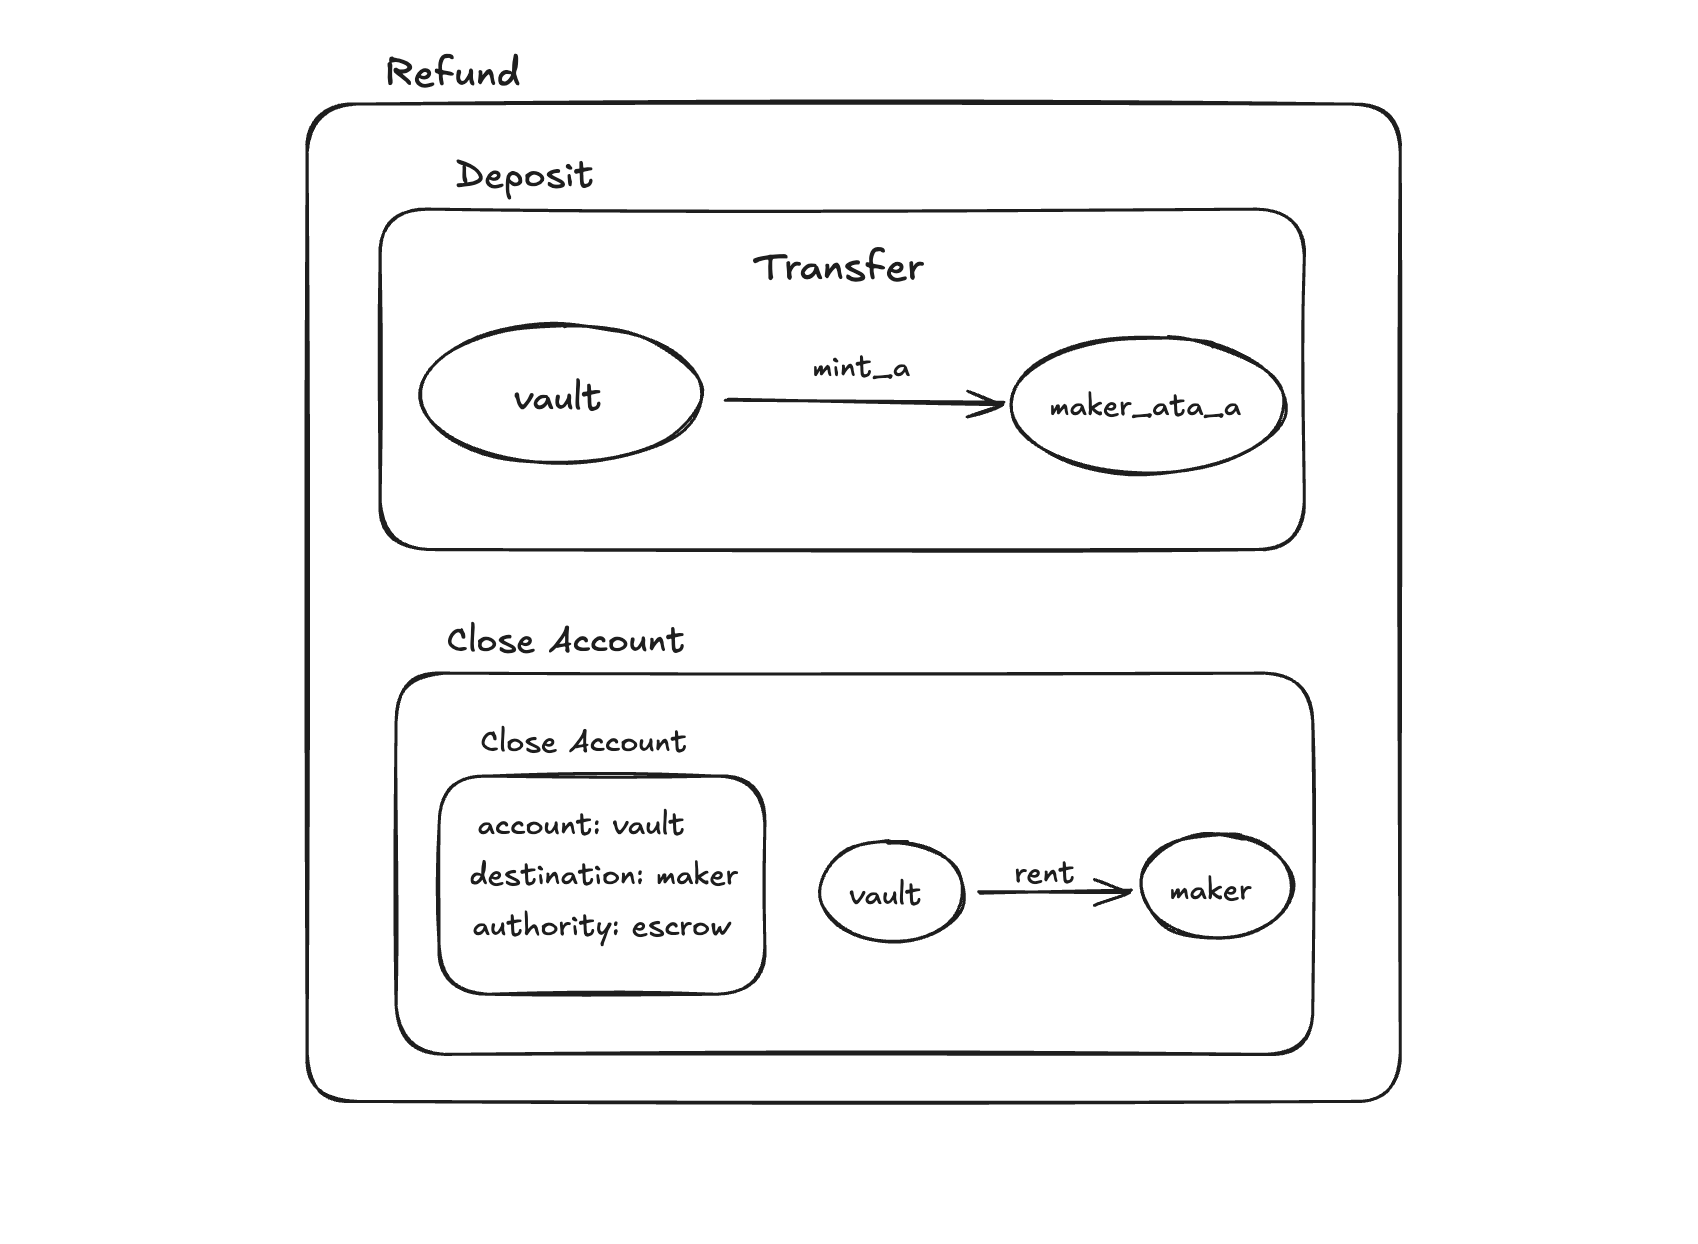 Refund
Deposit
Transfer
vault
mint_a
maker_ata_a
Close Account
Close Account
account: vault
destination: maker
authority: escrow
vault
rent
maker